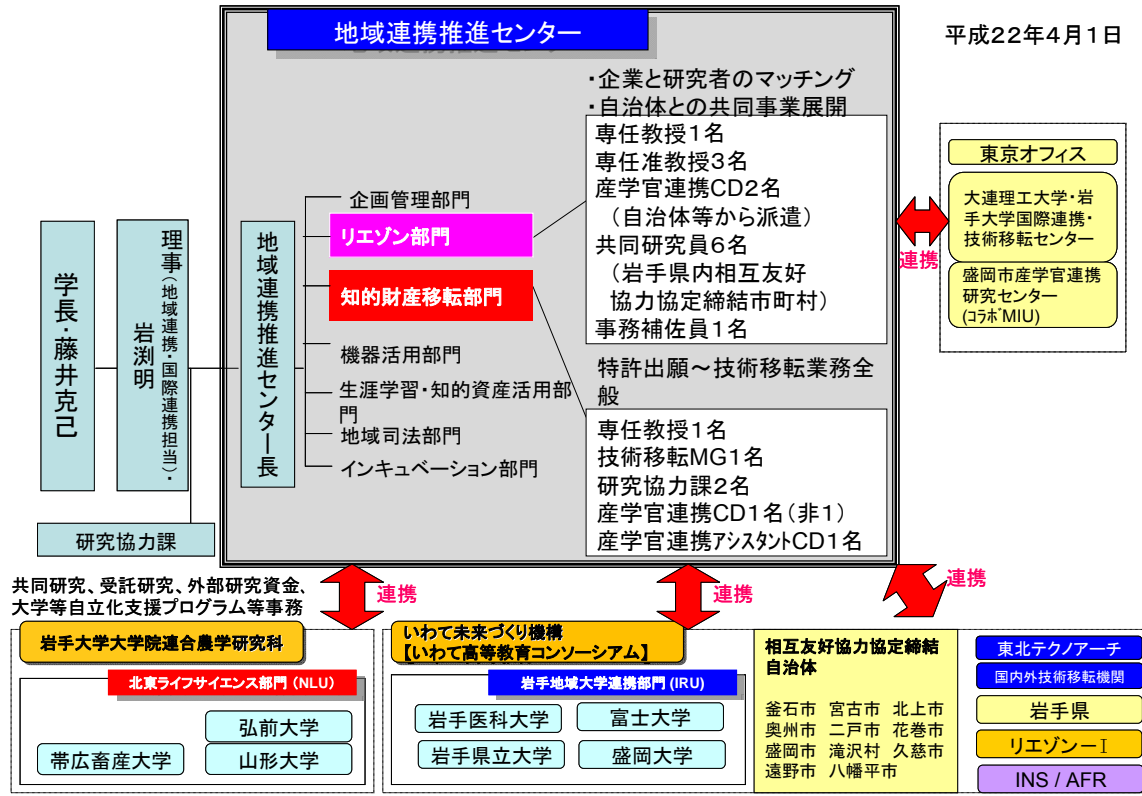 地域連携推進センター
平成22年4月1日
・企業と研究者のマッチング
・自治体との共同事業展開
専任教授1名
専任准教授3名
産学官連携CD2名
（自治体等から派遣）
共同研究員6名
（岩手県内相互友好
協力協定締結市町村）
事務補佐員1名
企画管理部門
リエゾン部門
知的財産移転部門
機器活用部門
生涯学習・知的資産活用部
門
地域司法部門
インキュベーション部門
学長・藤井克己
理事（地域連携・国際連携担当）・
岩渕明
地域連携推進センター長
研究協力課
特許出願～技術移転業務全
般
専任教授1名
技術移転MG1名
研究協力課2名
産学官連携CD1名（非1）
産学官連携アシスタントCD1名
連携
東京オフィス
大連理工大学・岩
手大学国際連携・
技術移転センター
盛岡市産学官連携
研究センター
(コラボMIU)
共同研究、受託研究、外部研究資金、
大学等自立化支援プログラム等事務
連携
連携
連携
岩手大学大学院連合農学研究科
北東ライフサイエンス部門（NLU）
弘前大学
帯広畜産大学
山形大学
いわて未来づくり機構
【いわて高等教育コンソーシアム】
岩手地域大学連携部門（IRU）
岩手医科大学
富士大学
岩手県立大学
盛岡大学
相互友好協力協定締結
自治体
釜石市 宮古市 北上市
奥州市 二戸市 花巻市
盛岡市 滝沢村 久慈市
遠野市 八幡平市
東北テクノアーチ
国内外技術移転機関
岩手県
リエゾン－I
INS / AFR